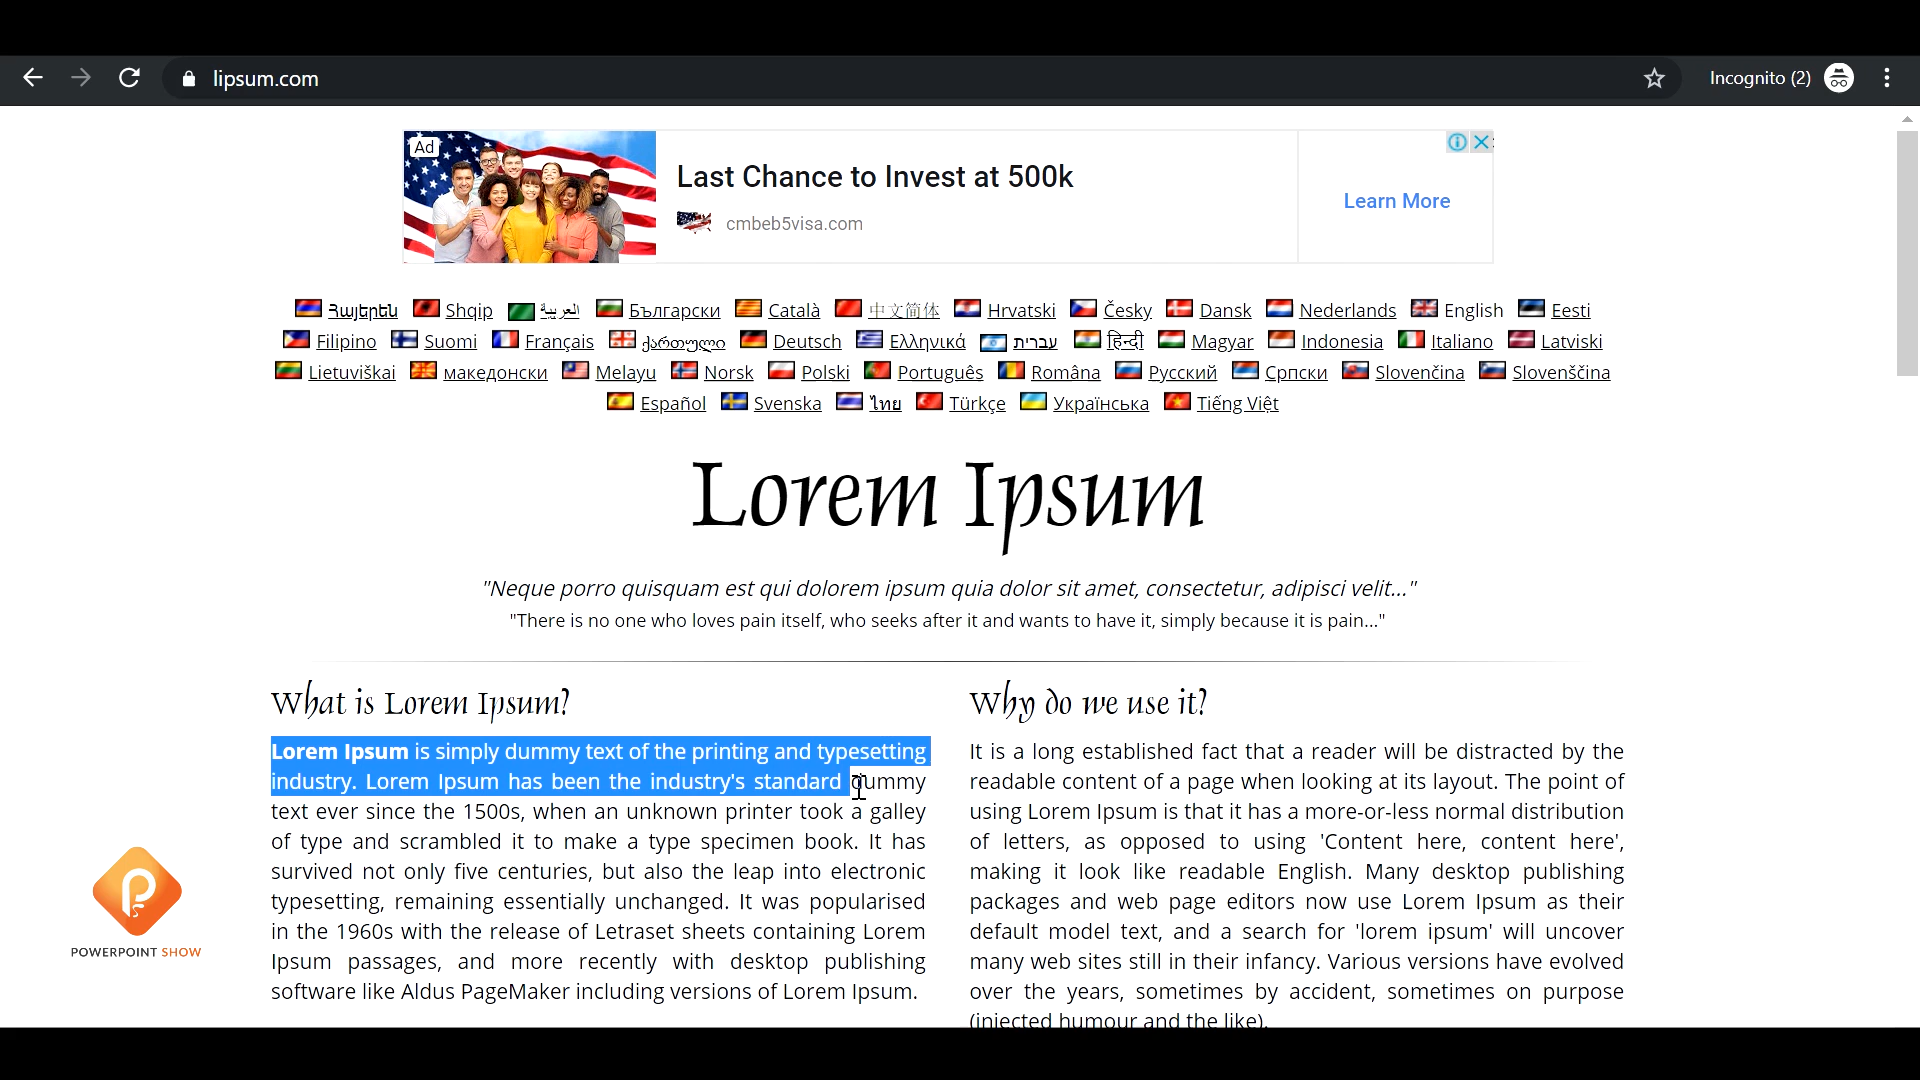 lipsum.com
Incognito (2)
Ad
Last Chance to Invest at 500k
cmbeb5visa.com
Learn More
Հայերեն Shqip العربية Български Català 中文简体 Hrvatski Česky Dansk Nederlands English Eesti
Filipino Suomi Français ქართული Deutsch Ελληνικά עברית हिन्दी Magyar Indonesia Italiano Latviski
Lietuviškai македонски Melayu Norsk Polski Português Româna Русский Српски Slovenčina Slovenščina
Español Svenska ไทย Türkçe Українська Tiếng Việt
Lorem Ipsum
"Neque porro quisquam est qui dolorem ipsum quia dolor sit amet, consectetur, adipisci velit..."
"There is no one who loves pain itself, who seeks after it and wants to have it, simply because it is pain..."
What is Lorem Ipsum?
Lorem Ipsum is simply dummy text of the printing and typesetting
industry. Lorem Ipsum has been the industry's standard dummy
text ever since the 1500s, when an unknown printer took a galley
of type and scrambled it to make a type specimen book. It has
survived not only five centuries, but also the leap into electronic
typesetting, remaining essentially unchanged. It was popularised
in the 1960s with the release of Letraset sheets containing Lorem
Ipsum passages, and more recently with desktop publishing
software like Aldus PageMaker including versions of Lorem Ipsum.
Why do we use it?
It is a long established fact that a reader will be distracted by the
readable content of a page when looking at its layout. The point of
using Lorem Ipsum is that it has a more-or-less normal distribution
of letters, as opposed to using 'Content here, content here',
making it look like readable English. Many desktop publishing
packages and web page editors now use Lorem Ipsum as their
default model text, and a search for 'lorem ipsum' will uncover
many web sites still in their infancy. Various versions have evolved
over the years, sometimes by accident, sometimes on purpose
(injected humour and the like).
POWERPOINT SHOW